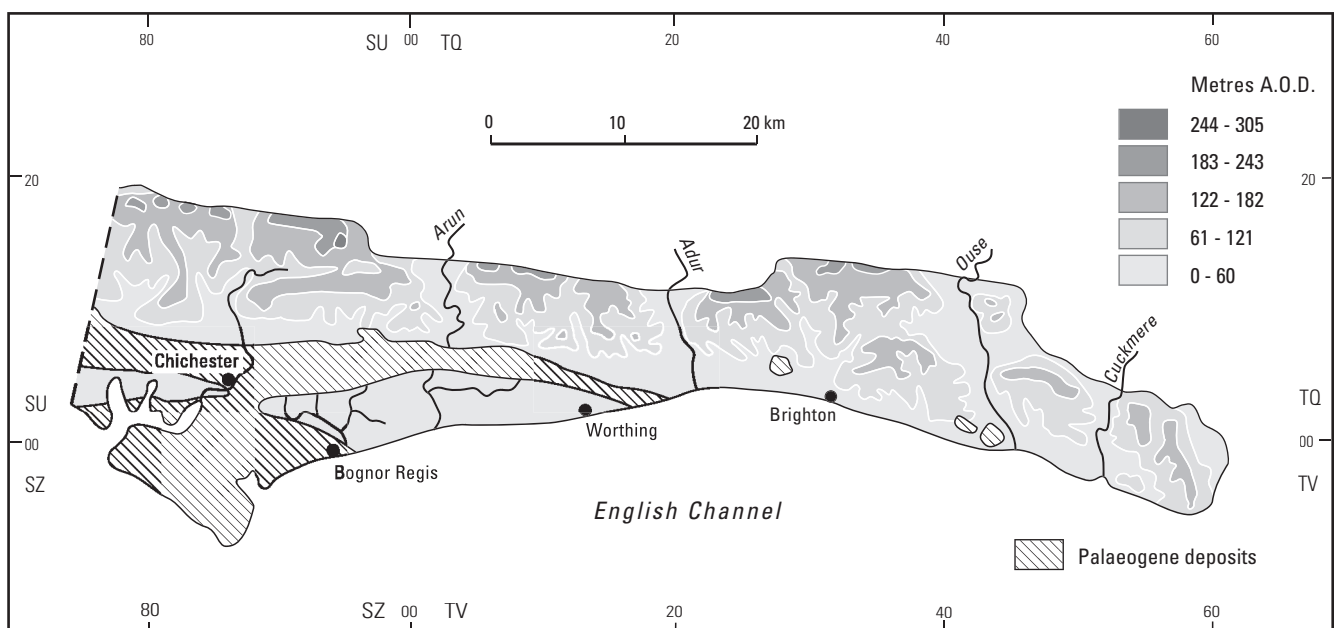 80 SU 00 TQ 20 40 60
Metres A.O.D.
244 - 305
183 - 243
122 - 182
61 - 121
0 - 60
0 10 20 km
20 20
Arun
Adur
Ouse
Cuckmere
Chichester
SU TQ
Brighton
Worthing
00 00
Bognor Regis
SZ TV
English Channel
Palaeogene deposits
80 SZ 00 TV 20 40 60